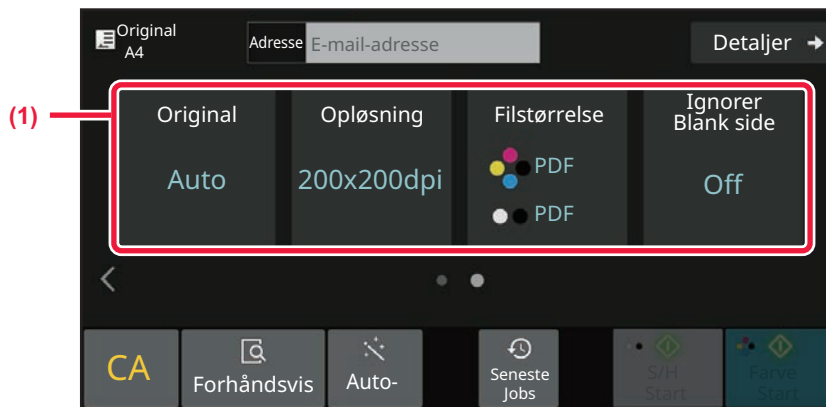 Original
A4
Adresse E-mail-adresse
Detaljer
(1)
Original
Auto
Opløsning
200x200dpi
Filstørrelse
PDF
PDF
Ignorer
Blank side
Off
CA
Forhåndsvis
Auto-
Seneste
Jobs
S/H
Start
Farve
Start